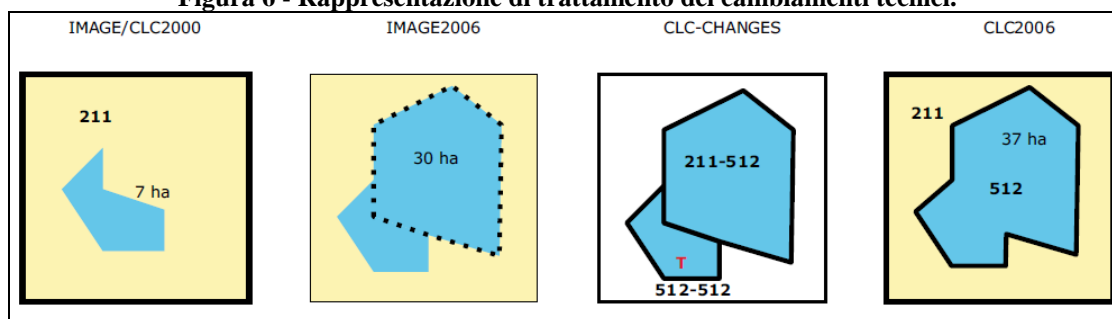 Figura 6 - Rappresentazione di trattamento dei cambiamenti tecnici.
IMAGE/CLC2000 IMAGE2006 CLC-CHANGES CLC2006
211
7 ha
30 ha
211-512
T
512-512
211
37 ha
512